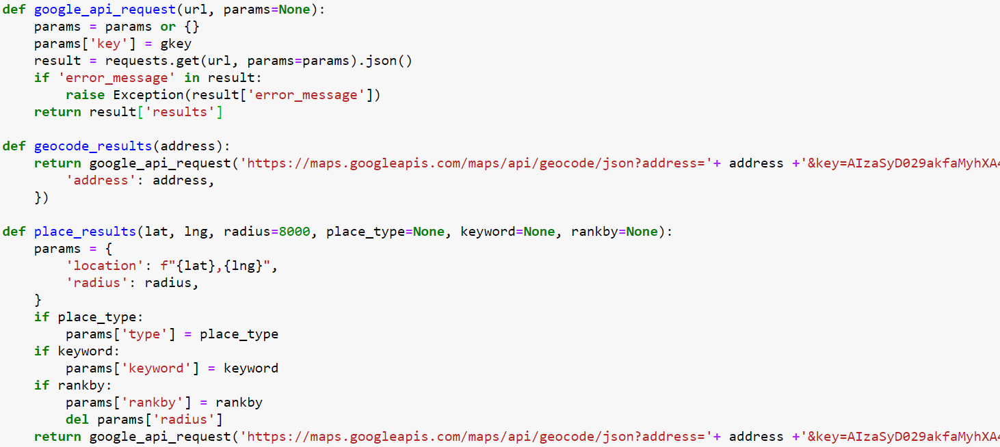 def google_api_request(url, params=None):
    params = params or {}
    params['key'] = gkey
    result = requests.get(url, params=params).json()
    if 'error_message' in result:
        raise Exception(result['error_message'])
    return result['results']

def geocode_results(address):
    return google_api_request('https://maps.googleapis.com/maps/api/geocode/json?address='+ address +'&key=AIzaSyD029akfaMyhXA4
        'address': address,
    })

def place_results(lat, lng, radius=8000, place_type=None, keyword=None, rankby=None):
    params = {
        'location': f"{lat},{lng}",
        'radius': radius,
    }
    if place_type:
        params['type'] = place_type
    if keyword:
        params['keyword'] = keyword
    if rankby:
        params['rankby'] = rankby
        del params['radius']
    return google_api_request('https://maps.googleapis.com/maps/api/geocode/json?address='+ address +'&key=AIzaSyD029akfaMyhXA4